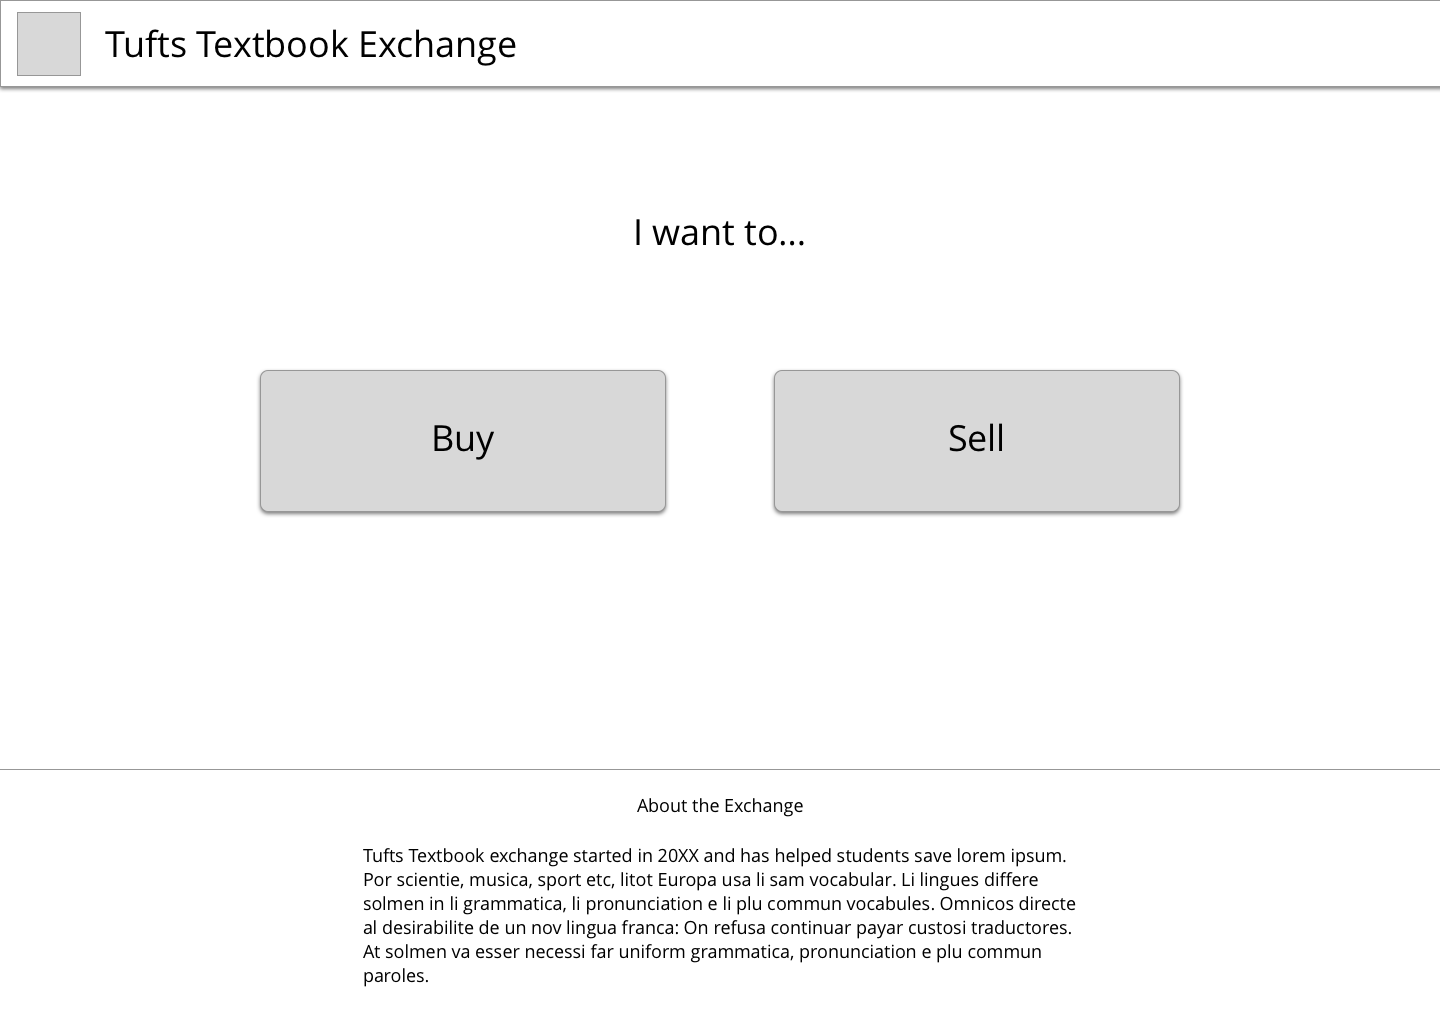 Tufts Textbook Exchange
I want to...
Buy
Sell
About the Exchange
Tufts Textbook exchange started in 20XX and has helped students save lorem ipsum.
Por scientie, musica, sport etc, litot Europa usa li sam vocabular. Li lingues differe
solmen in li grammatica, li pronunciation e li plu commun vocabules. Omnicos directe
al desirabilite de un nov lingua franca: On refusa continuar payar custosi traductores.
At solmen va esser necessi far uniform grammatica, pronunciation e plu commun
paroles.